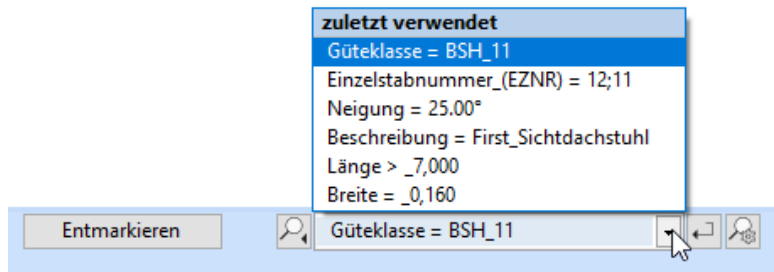 zuletzt verwendet
Güteklasse = BSH_11
Einzelstabnummer_(EZNR) = 12;11
Neigung = 25.00°
Beschreibung = First_Sichtdachstuhl
Länge > _7,000
Breite = _0,160
Entmarkieren
Güteklasse = BSH_11